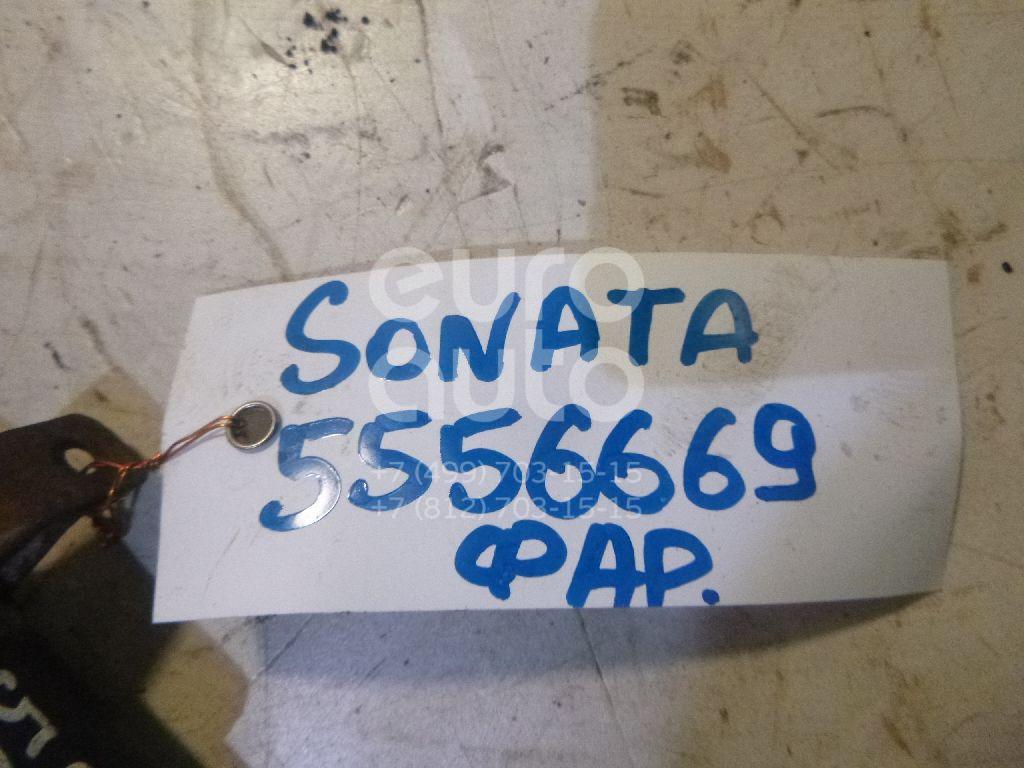 euro
SONATA
auto
5556669
+7 (499) 703-15-15
+7 (812) 703-15-15
ФАР.